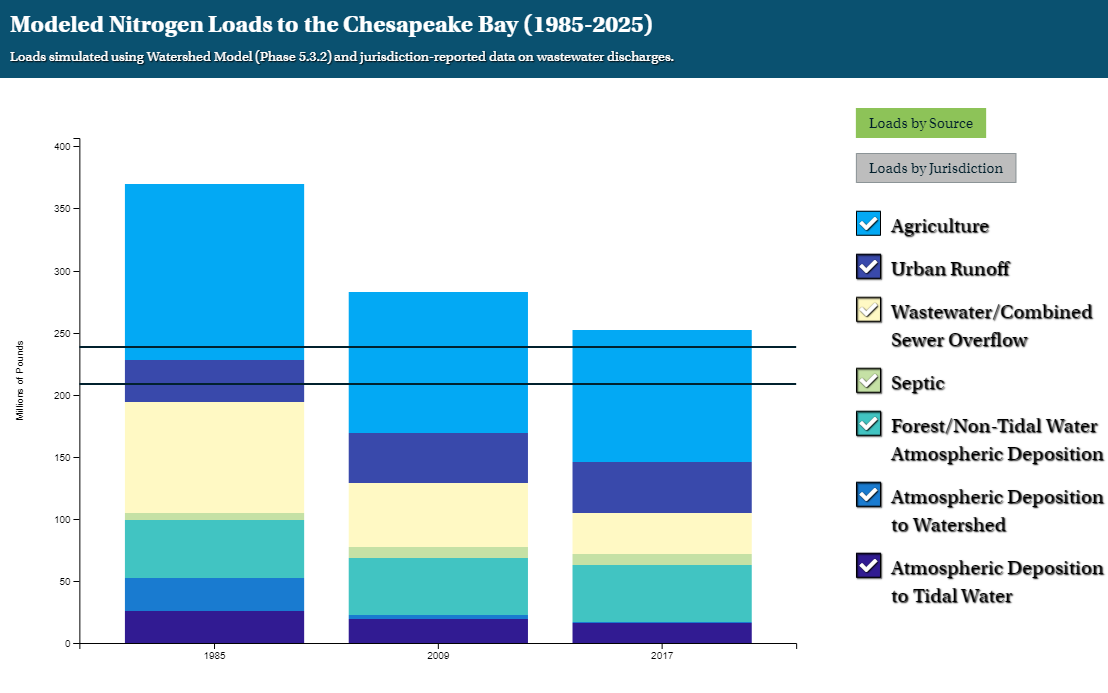 Modeled Nitrogen Loads to the Chesapeake Bay (1985-2025)
Loads simulated using Watershed Model (Phase 5.3.2) and jurisdiction-reported data on wastewater discharges.
Loads by Source
Loads by Jurisdiction
Agriculture
Urban Runoff
Wastewater/Combined
Sewer Overflow
Septic
Forest/Non-Tidal Water
Atmospheric Deposition
Atmospheric Deposition
to Watershed
Atmospheric Deposition
to Tidal Water
Millions of Pounds
400
350
300
250
200
150
100
50
0
1985
2009
2017